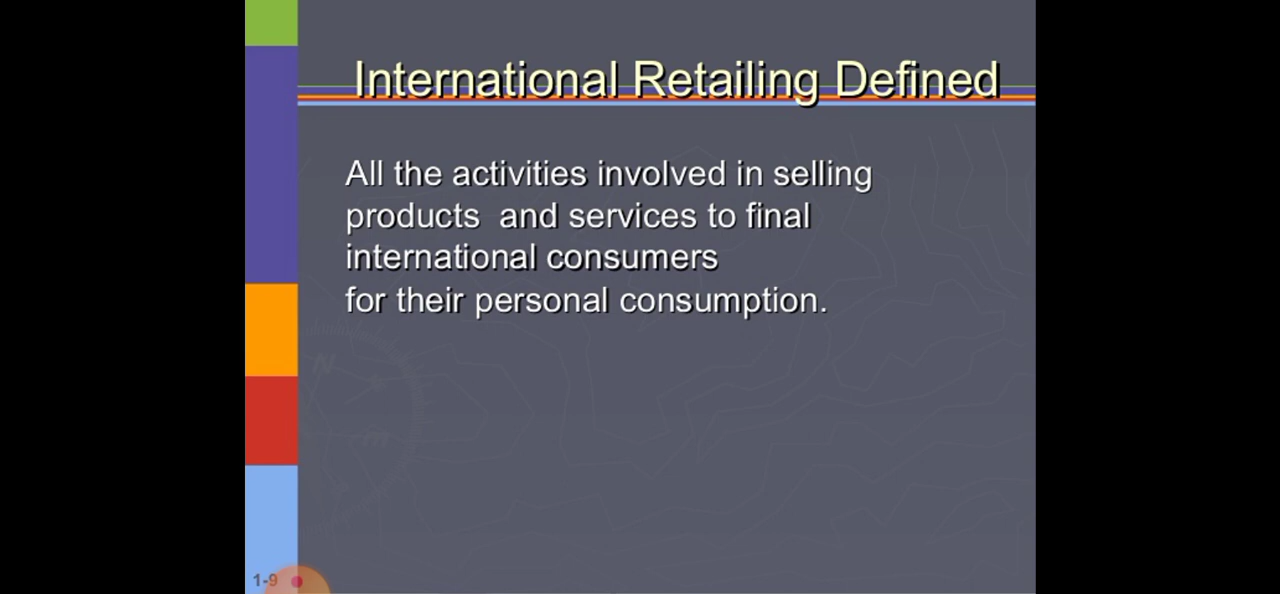 International Retailing Defined
All the activities involved in selling
products  and services to final
international consumers
for their personal consumption.
1-9